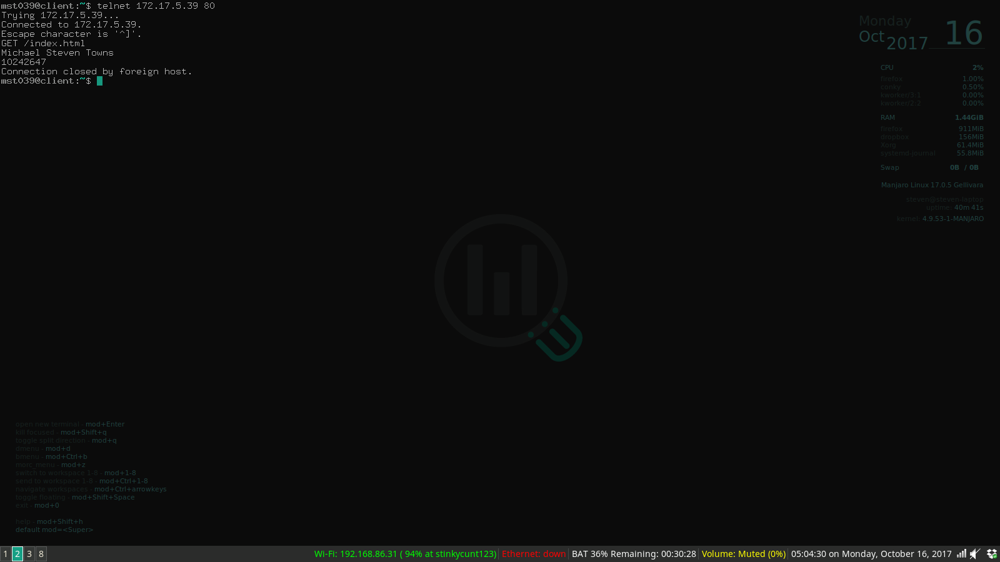 mst039@client:~$ telnet 172.17.5.39 80
Trying 172.17.5.39...
Connected to 172.17.5.39.
Escape character is '^]'.
GET /index.html
Michael Steven Towns
10242647
Connection closed by foreign host.
mst039@client:~$
Monday
Oct 2017 16
CPU 2%
firefox 1.00%
conky 0.50%
kworker/3:1 0.00%
kworker/2:2 0.00%
RAM 1.44GiB
firefox 911MiB
dropbox 156MiB
Xorg 61.4MiB
systemd-journal 55.8MiB
Swap 0B / 0B
Manjaro Linux 17.0.5 Gellivara
steven@steven-laptop
uptime: 40m 41s
kernel: 4.9.53-1-MANJARO
open new terminal - mod+Enter
kill focused - mod+Shift+q
toggle split direction - mod+q
dmenu - mod+d
bmenu - mod+Ctrl+b
morc_menu - mod+z
switch to workspace 1-8 - mod+1-8
send to workspace 1-8 - mod+Ctrl+1-8
navigate workspaces - mod+Ctrl+arrowkeys
toggle floating - mod+Shift+Space
exit - mod+0
help - mod+Shift+h
default mod=<Super>
1 2 3 8 Wi-Fi: 192.168.86.31 ( 94% at stinkycunt123) Ethernet: down BAT 36% Remaining: 00:30:28 Volume: Muted (0%) 05:04:30 on Monday, October 16, 2017